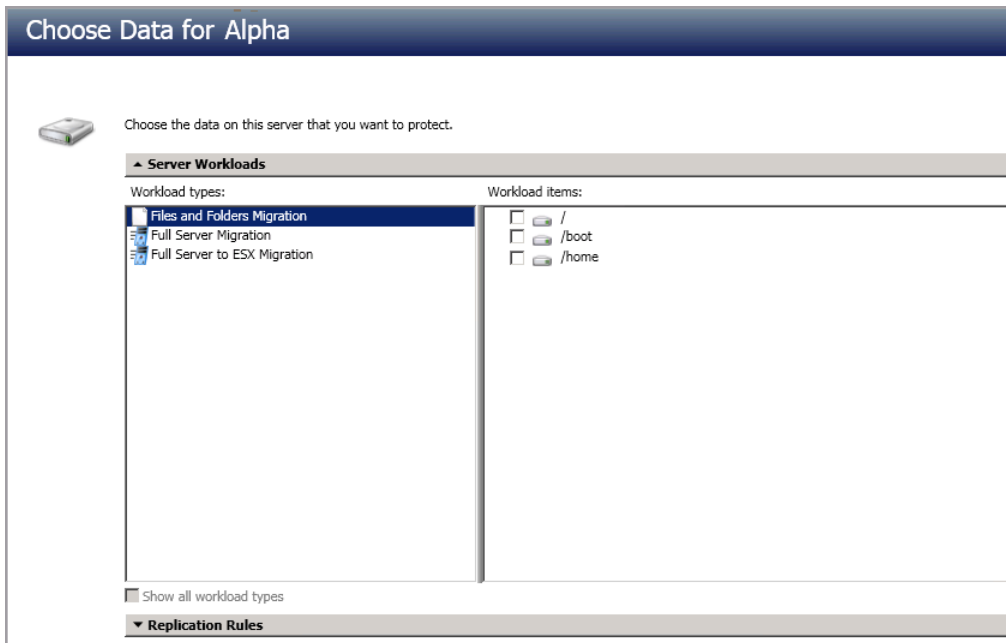 Choose Data for Alpha
Choose the data on this server that you want to protect.
Server Workloads
Workload types:
Workload items:
Files and Folders Migration
Full Server Migration
Full Server to ESX Migration
/
/boot
/home
Show all workload types
Replication Rules